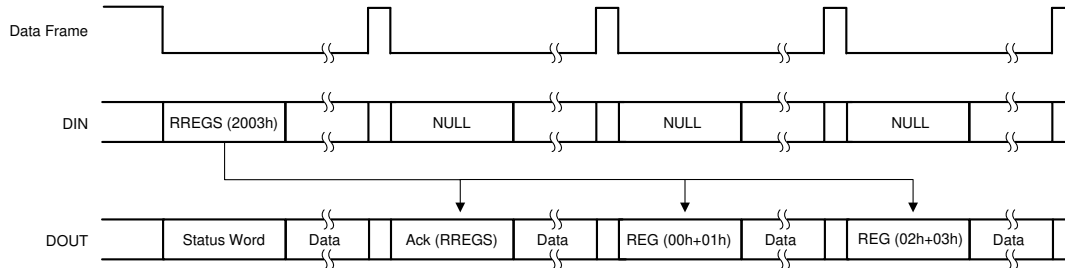 Data Frame
DIN
RREGS (2003h)
NULL
NULL
NULL
DOUT
Status Word
Data
Ack (RREGS)
Data
REG (00h+01h)
Data
REG (02h+03h)
Data